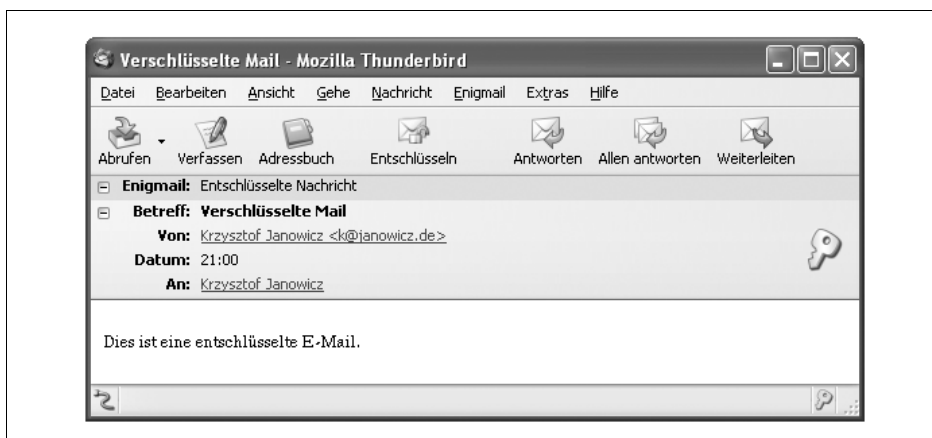 Verschlüsselte Mail - Mozilla Thunderbird
Datei Bearbeiten Ansicht Gehe Nachricht Enigmail Extras Hilfe
Abrufen Verfassen Adressbuch Entschlüsseln Antworten Allen antworten Weiterleiten
Enigmail: Entschlüsselte Nachricht
Betreff: Verschlüsselte Mail
Von: Krzysztof Janowicz <k@janowicz.de>
Datum: 21:00
An: Krzysztof Janowicz
Dies ist eine entschlüsselte E-Mail.